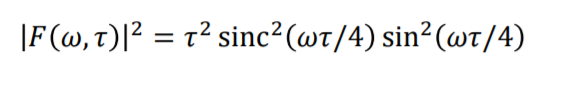 |F(ω, τ)|² = τ² sinc²(ωτ/4) sin²(ωτ/4)